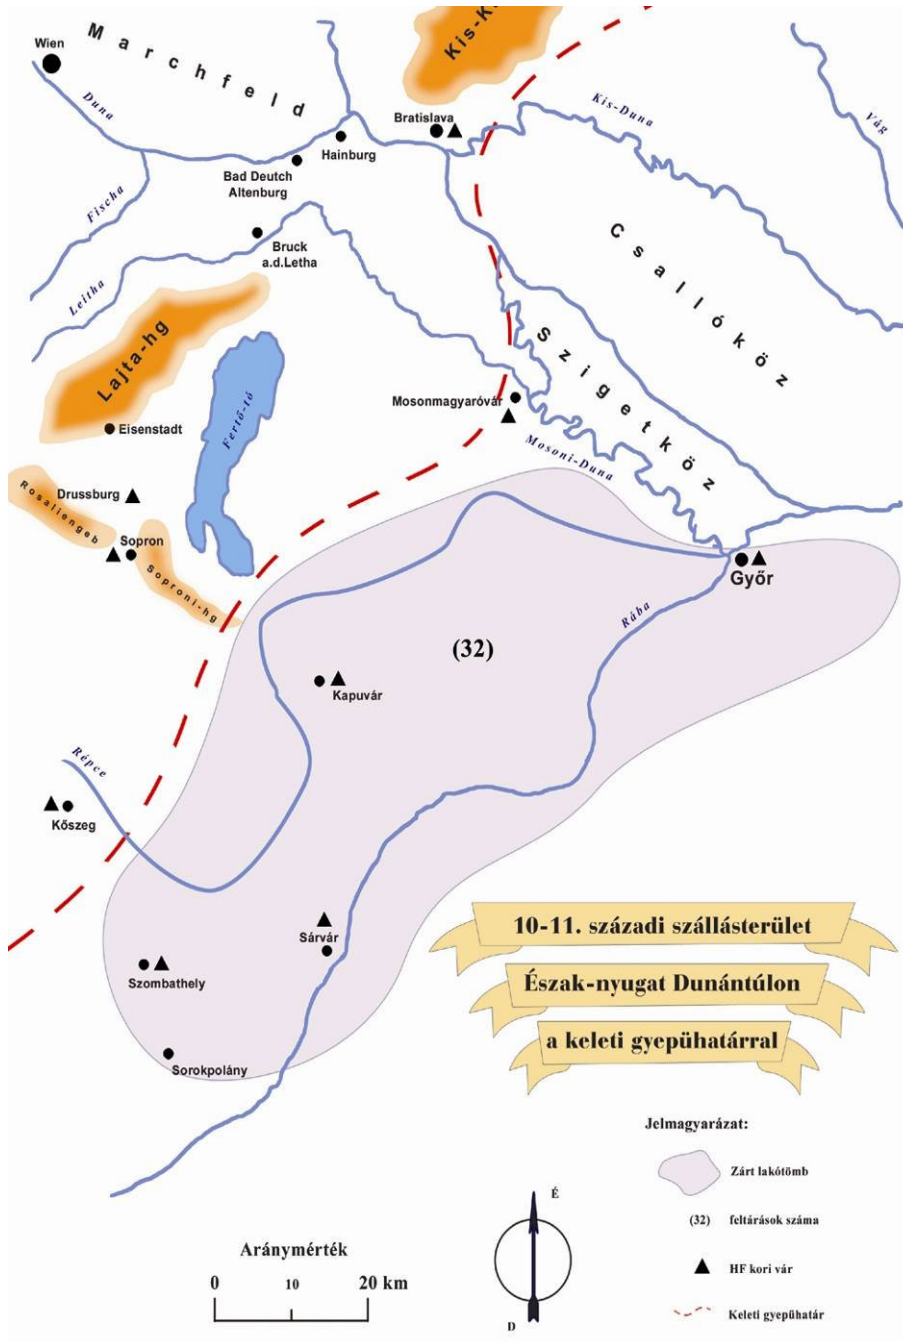 Marchfeld
Kis-K
Wien
Duna
Bratislava
Kis-Duna
Vág
Hainburg
Bad Deutch
Altenburg
Fischa
Bruck
a.d.Letha
Leitha
Csallóköz
Szigetköz
Lajta-hg
Fertő-tó
Mosonmagyaróvár
Eisenstadt
Mosoni-Duna
Rosaliengeb
Drussburg
Sopron
Soproni-hg
Győr
Rába
(32)
Kapuvár
Répce
Kőszeg
Sárvár
Szombathely
Sorokpolány
10-11. századi szállásterület
Észak-nyugat Dunántúlon
a keleti gyepühatárral
Jelmagyarázat:
Zárt lakótömb
(32) feltárások száma
HF kori vár
Keleti gyepühatár
É
D
Aránymérték
0 10 20 km